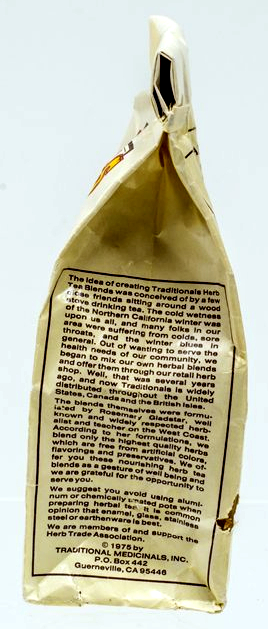 The idea of creating Traditionals Herb
Tea Blends was conceived of by a few
close friends sitting around a wood
stove drinking tea. The cold wetness
of the Northern California winter was
upon us all, and many folks in our
area were suffering from colds, sore
throats, and the winter blues in
general. Out of wanting to serve the
health needs of our community, we
began to mix our own herbal blends
and offer them through our retail herb
shop. Well, that was several years
ago, and now Traditionals is widely
distributed throughout the United
States, Canada and the British Isles.
The blends themselves were formu-
lated by Rosemary Gladstar, well
known and widely respected herb-
alist and teacher on the West Coast.
According to her formulations, we
blend only the highest quality herbs
which are free from artificial colors,
flavorings and preservatives. We of-
fer you these nourishing herb tea
blends as a gesture of well being and
we are grateful for the opportunity to
serve you.
We suggest you avoid using alumi-
num or chemically treated pots when
preparing herbal tea. It is common
opinion that enamel, glass, stainless
steel or earthenware is best.
We are members of and support the
Herb Trade Association.
© 1975 by
TRADITIONAL MEDICINALS, INC.
P.O. Box 442
Guerneville, CA 95446